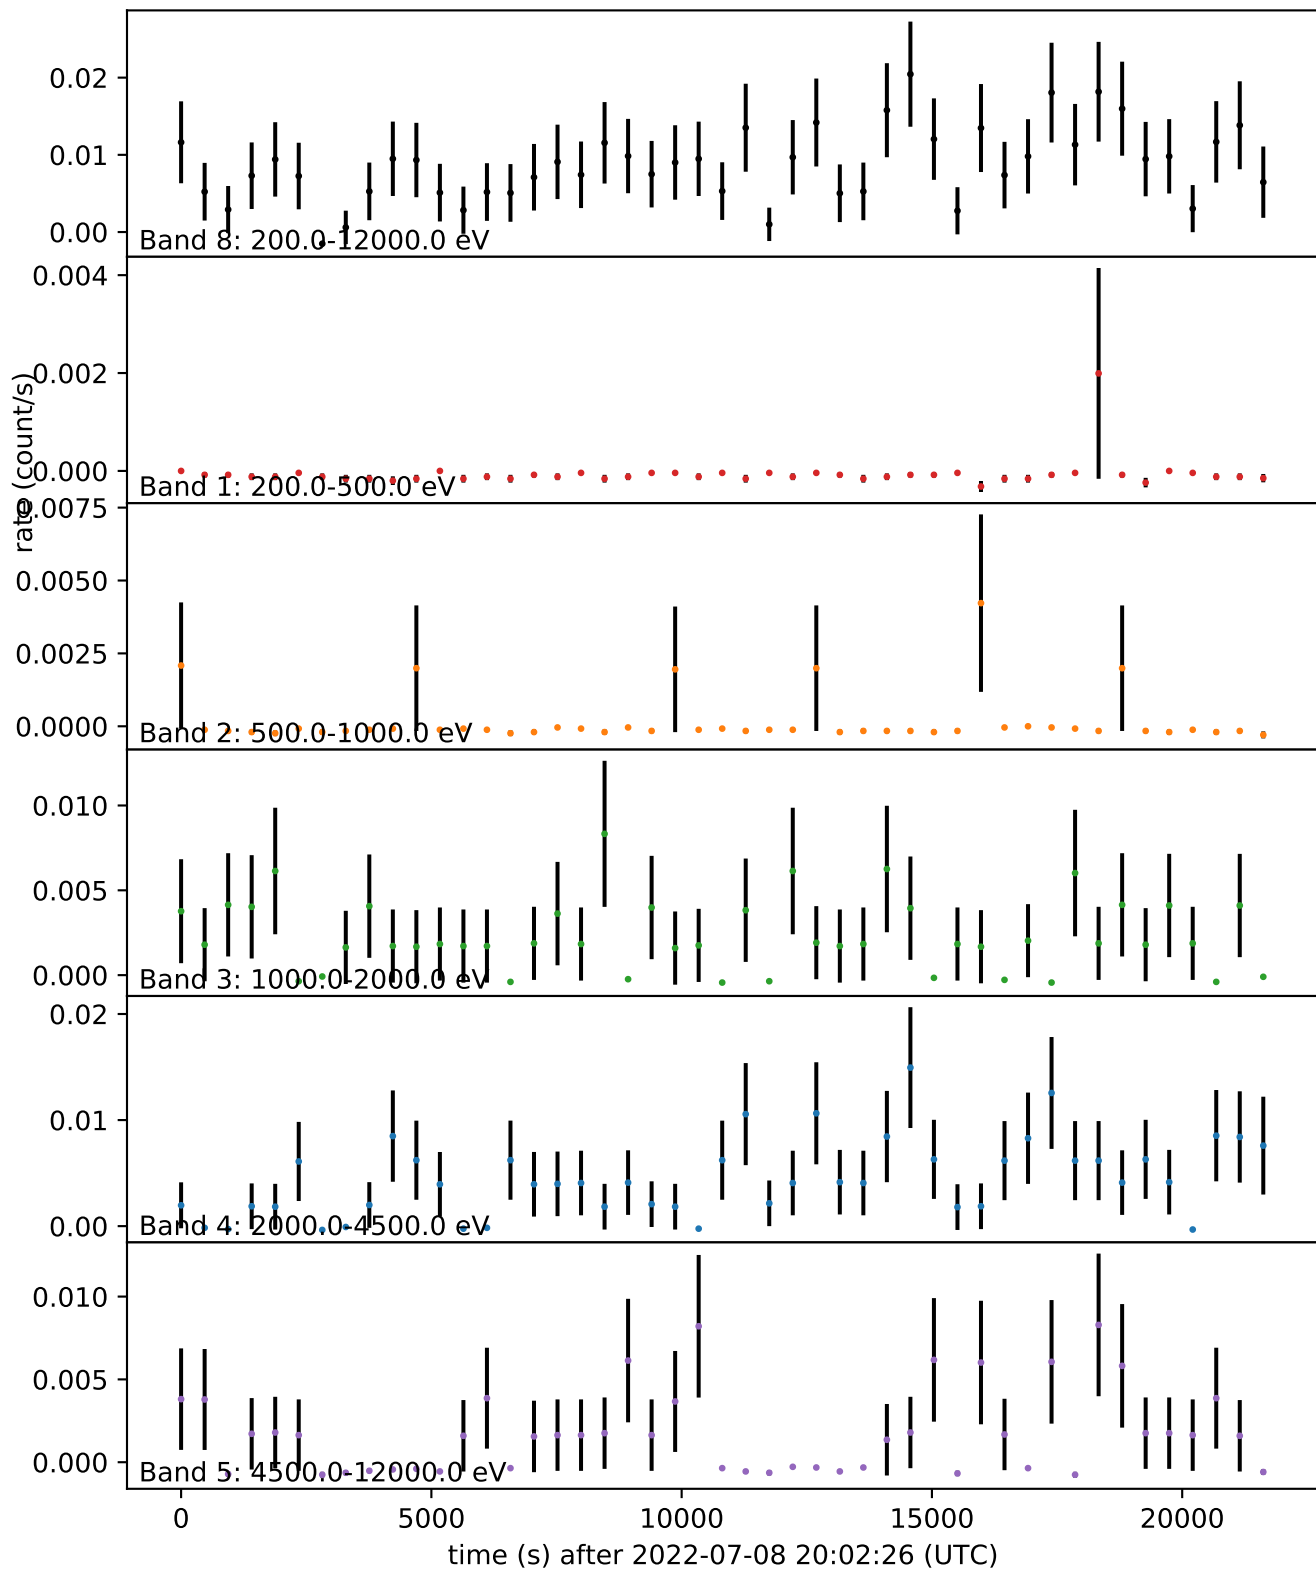 0.02
0.01
0.00
Band 8: 200.0-12000.0 eV
0.004
0.002
0.000
Band 1: 200.0-500.0 eV
rate (count/s)
0.0075
0.0050
0.0025
0.0000
Band 2: 500.0-1000.0 eV
0.010
0.005
0.000
Band 3: 1000.0-2000.0 eV
0.02
0.01
0.00
Band 4: 2000.0-4500.0 eV
0.010
0.005
0.000
Band 5: 4500.0-12000.0 eV
0 5000 10000 15000 20000
time (s) after 2022-07-08 20:02:26 (UTC)